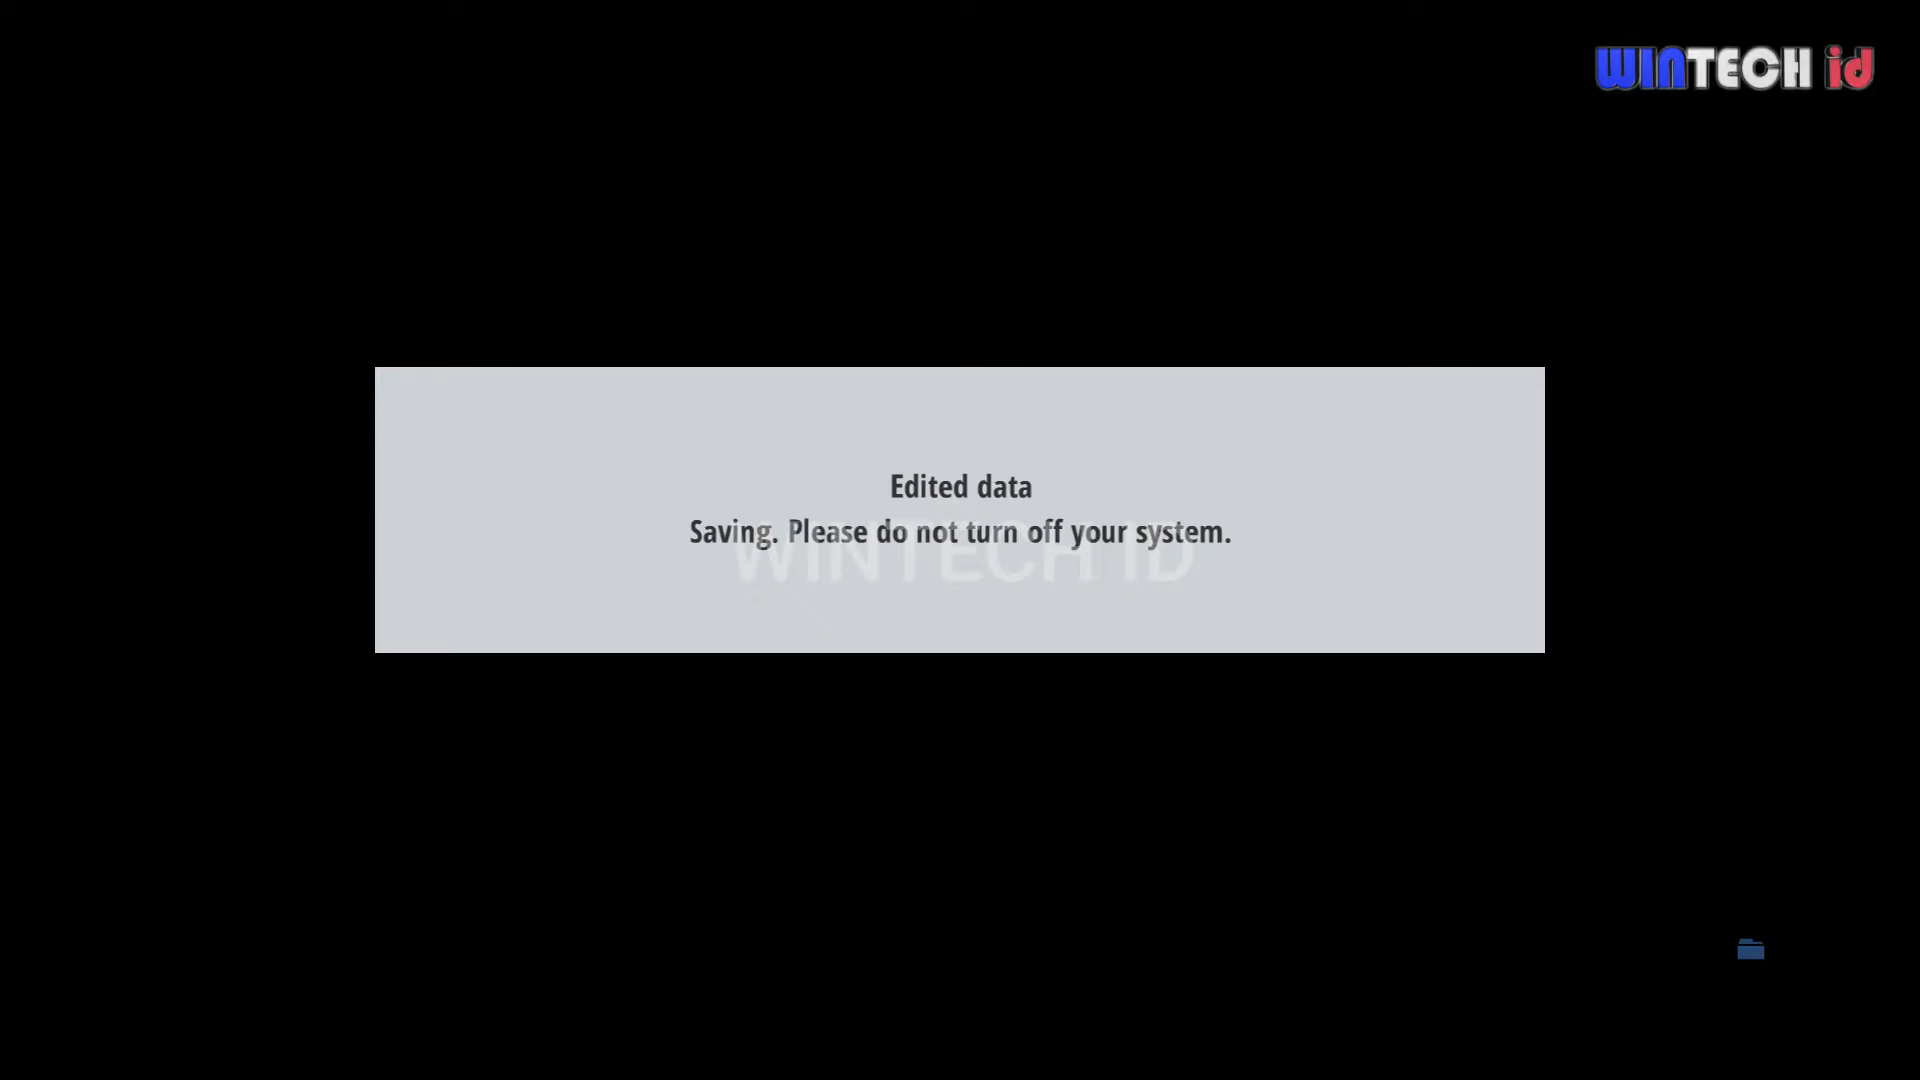 WINTECH id
Edited data
Saving. Please do not turn off your system.
WINTECH ID